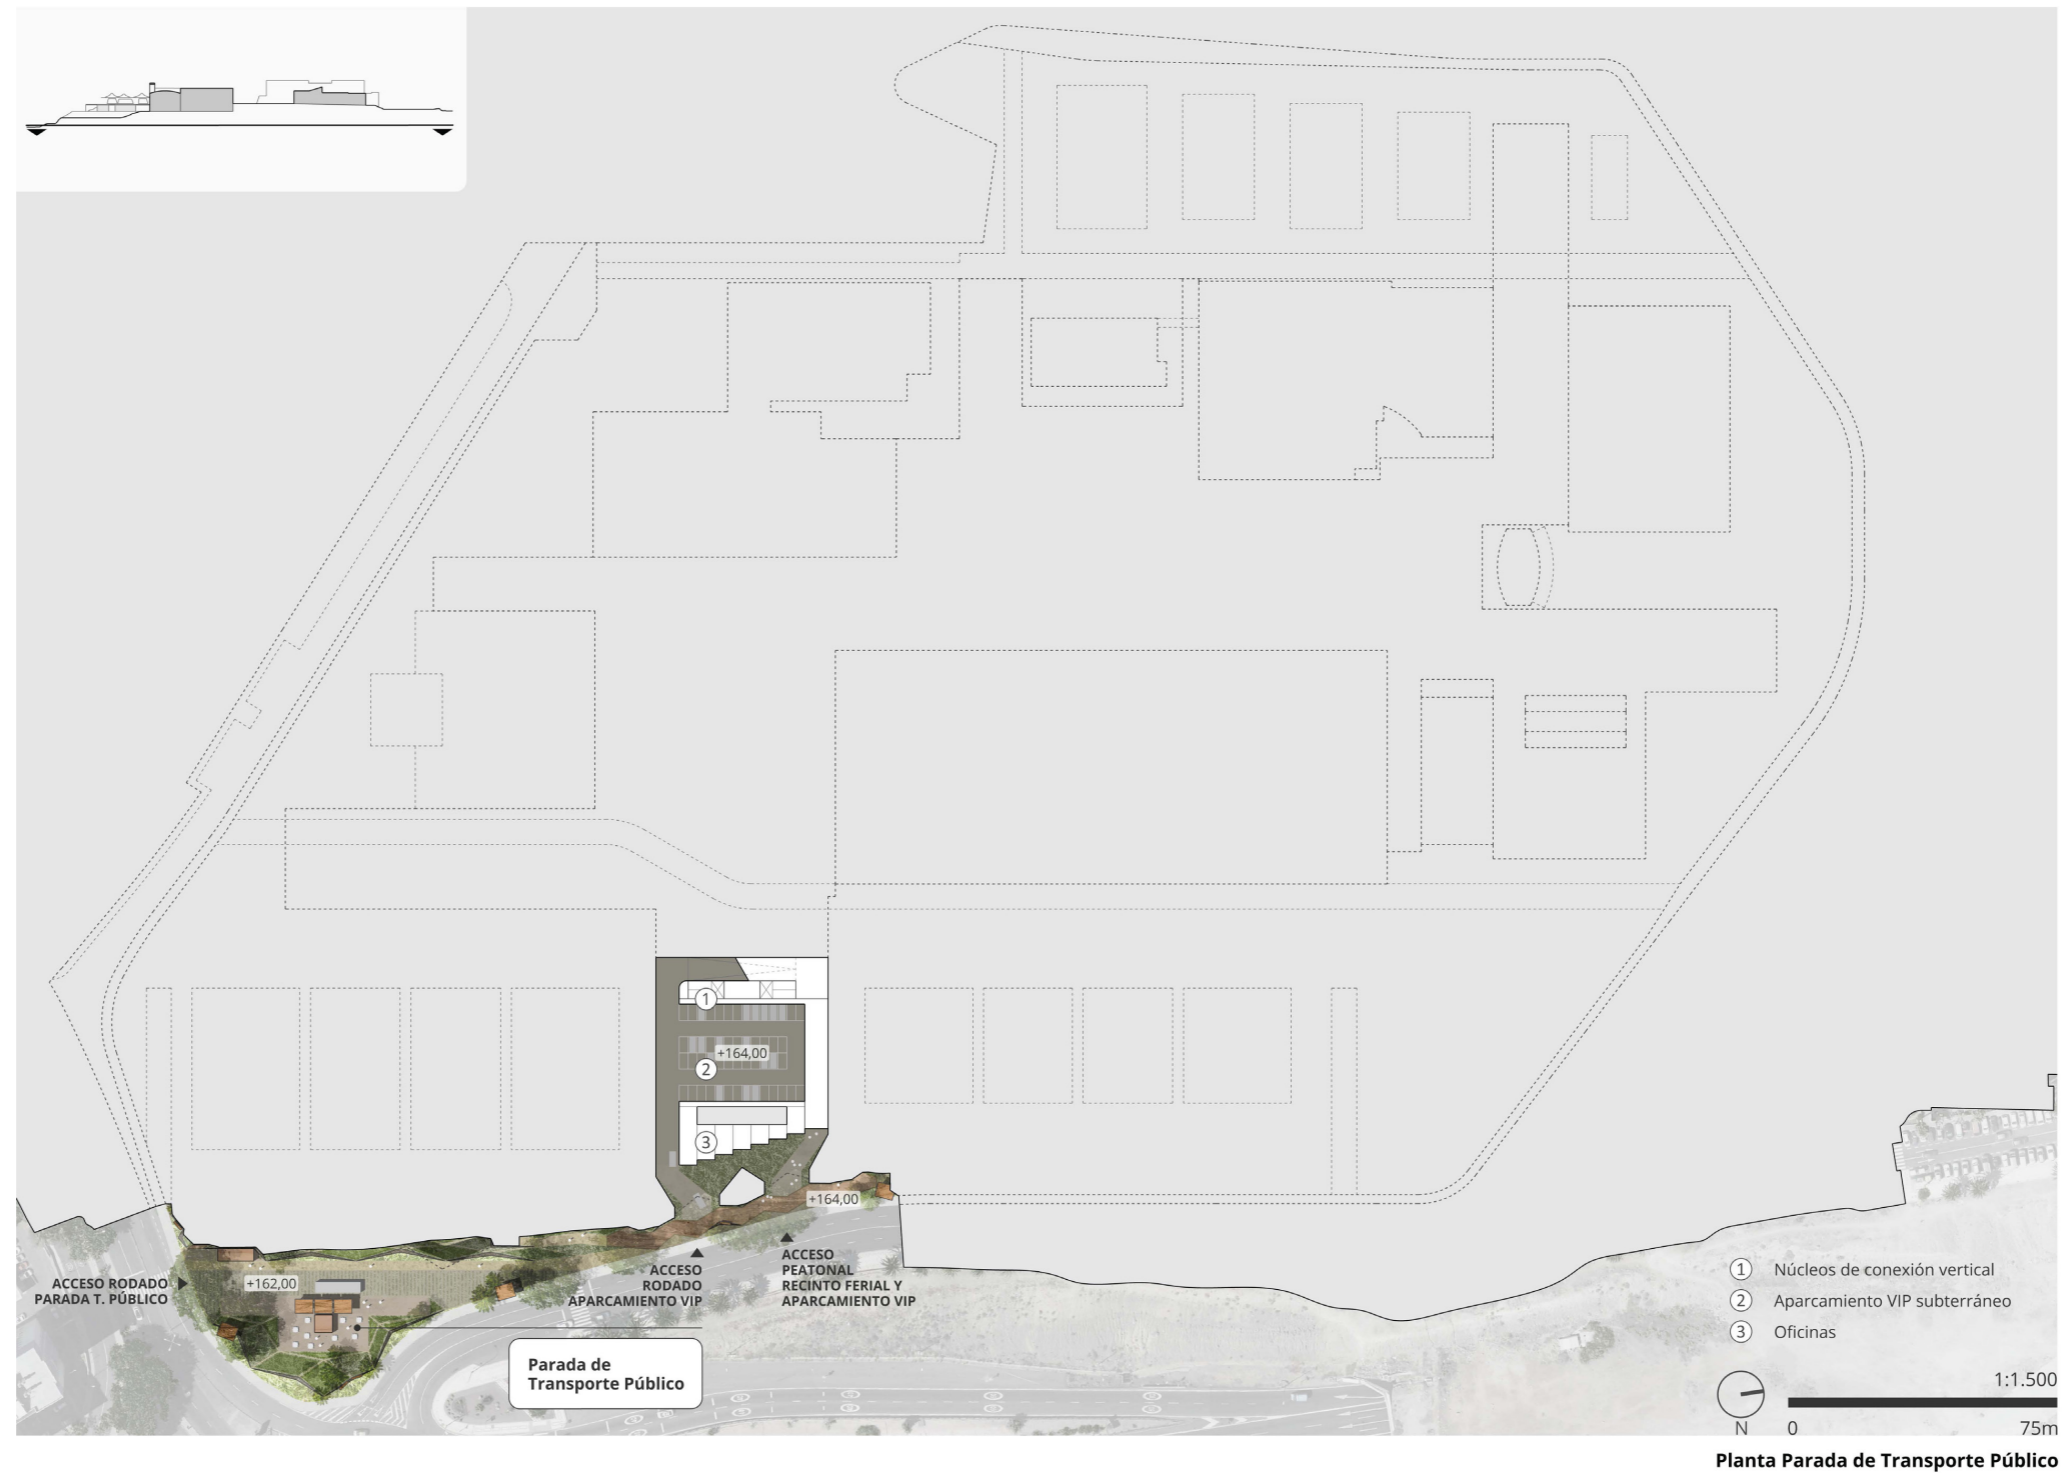 1
+164,00
2
3
+164,00
ACCESO RODADO
PARADA T. PÚBLICO
+162,00
ACCESO
RODADO
APARCAMIENTO VIP
ACCESO
PEATONAL
RECINTO FERIAL Y
APARCAMIENTO VIP
Parada de
Transporte Público
1 Núcleos de conexión vertical
2 Aparcamiento VIP subterráneo
3 Oficinas
N
1:1.500
0 75m
Planta Parada de Transporte Público